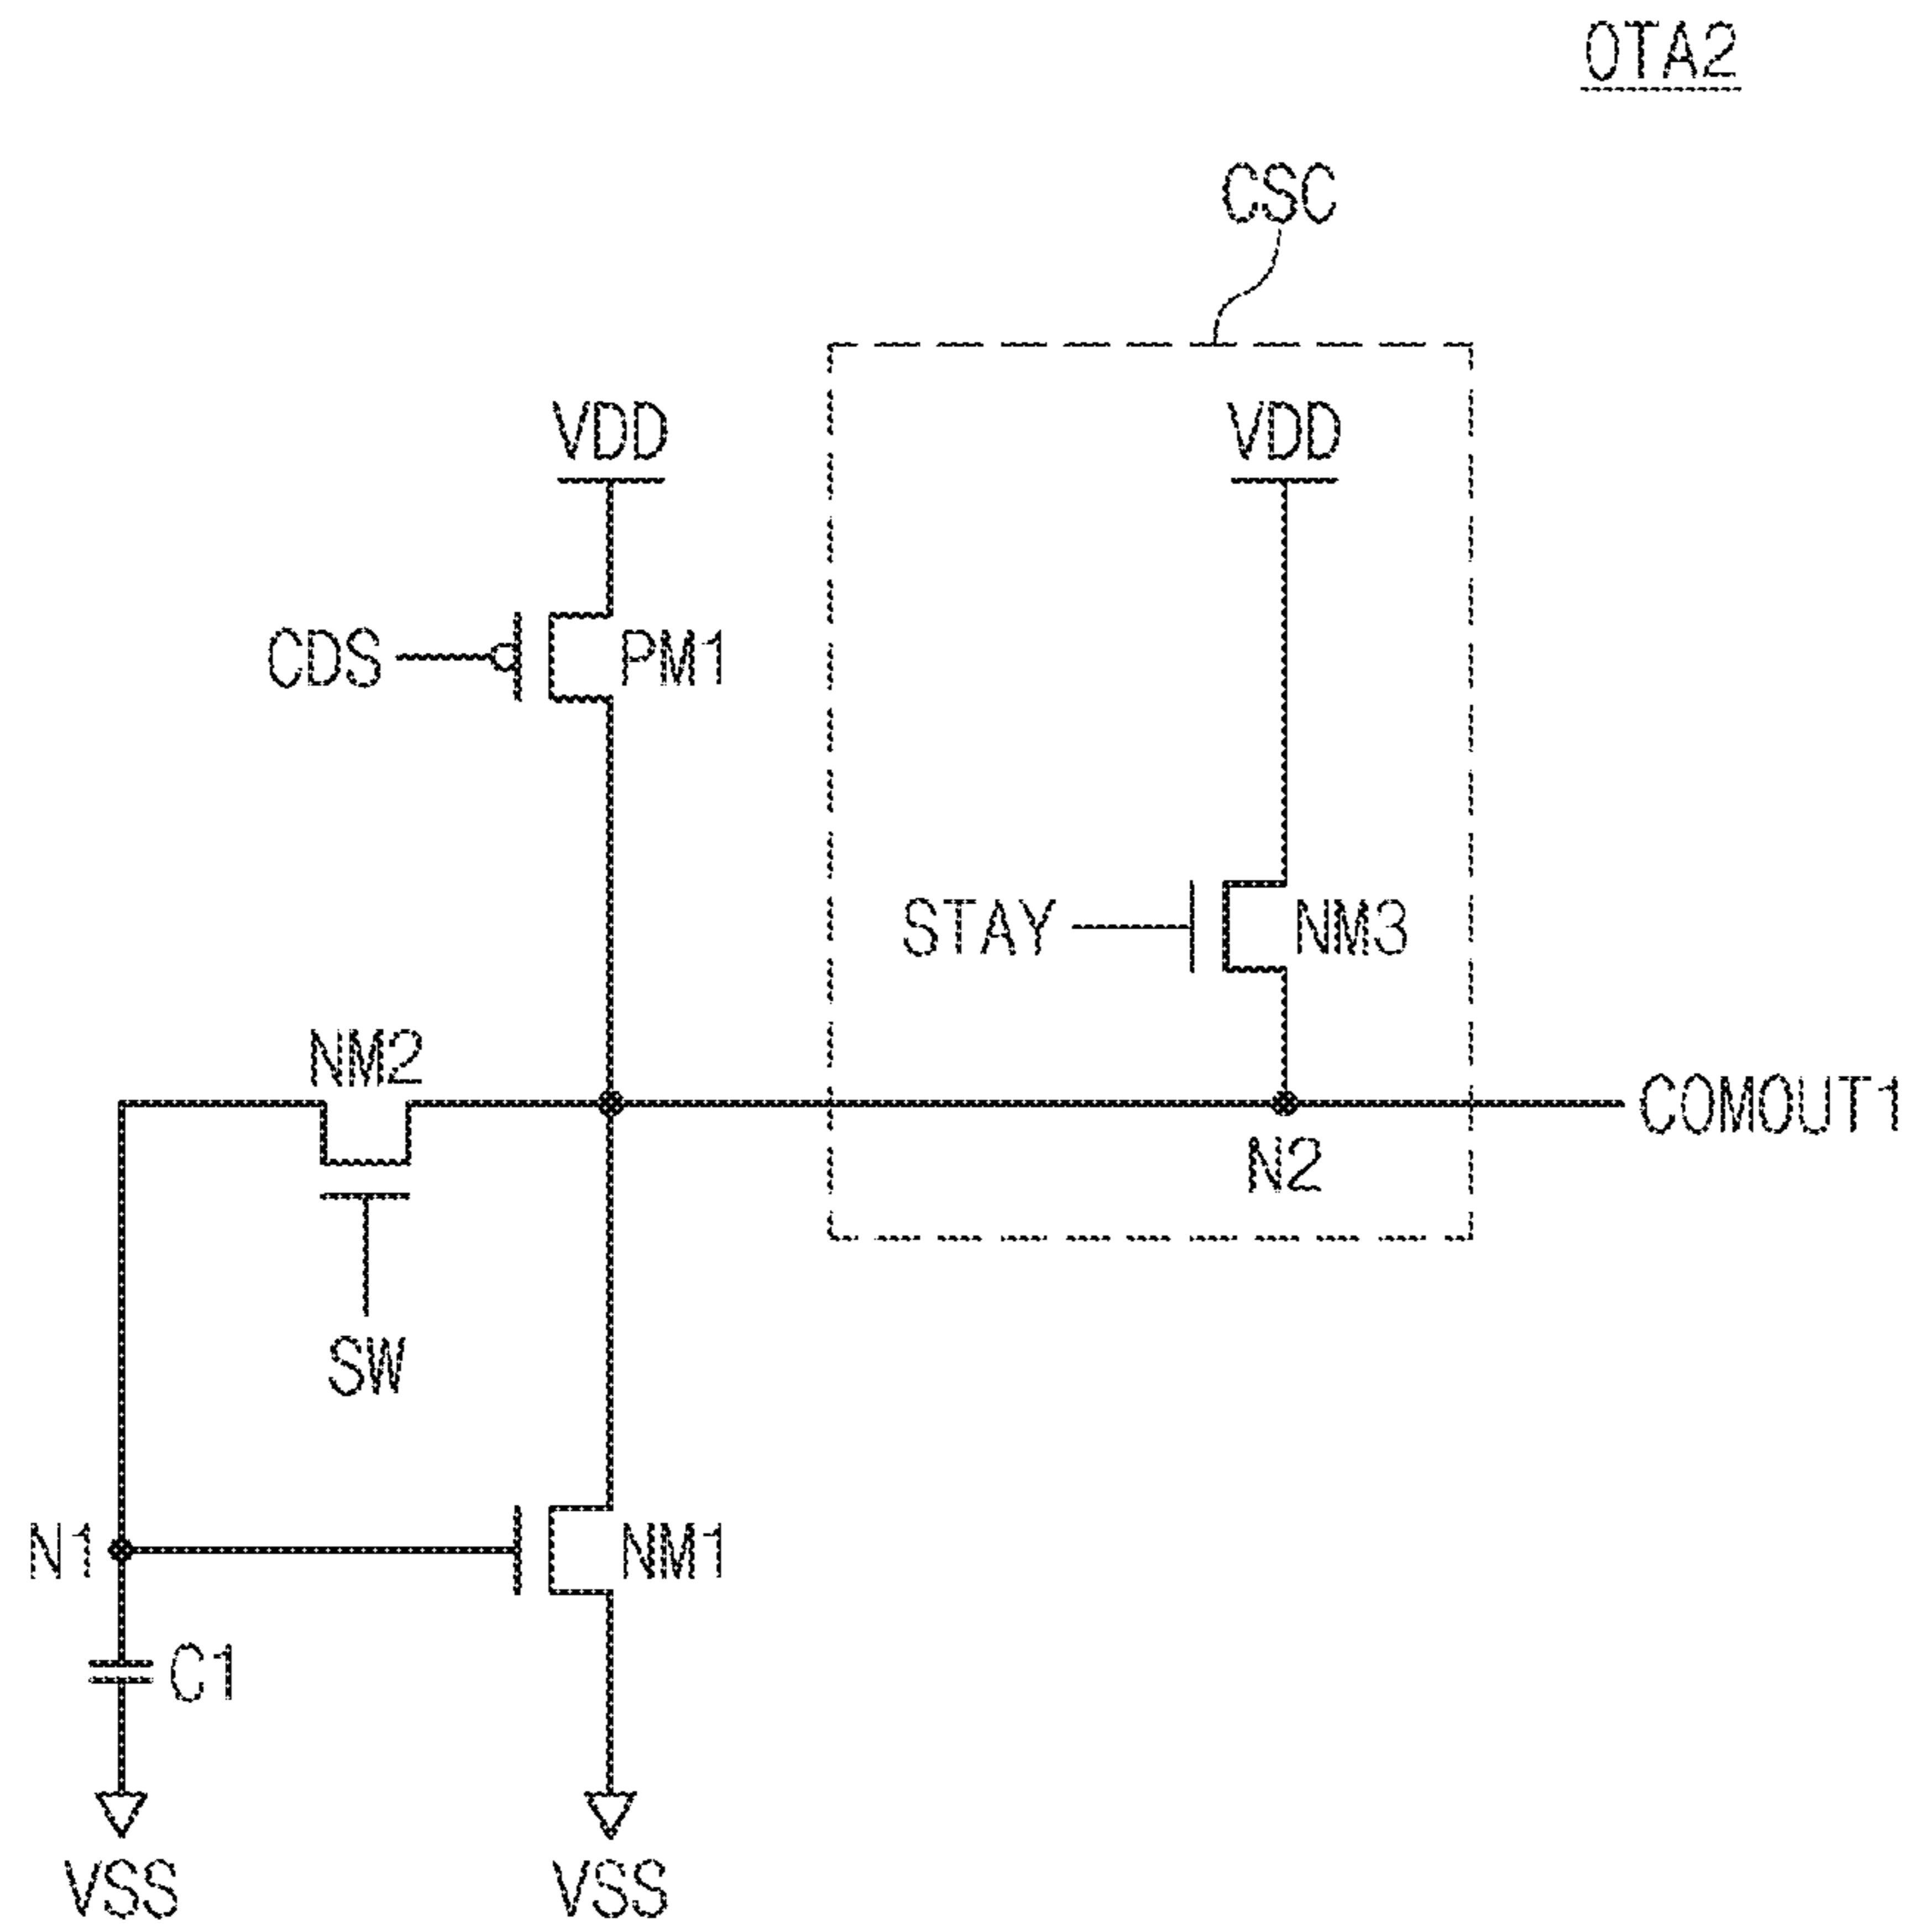 OTA2
CSC
VDD
VDD
CDS
PM1
STAY
NM3
NM2
COMOUT1
N2
SW
N1
NM1
C1
VSS
VSS